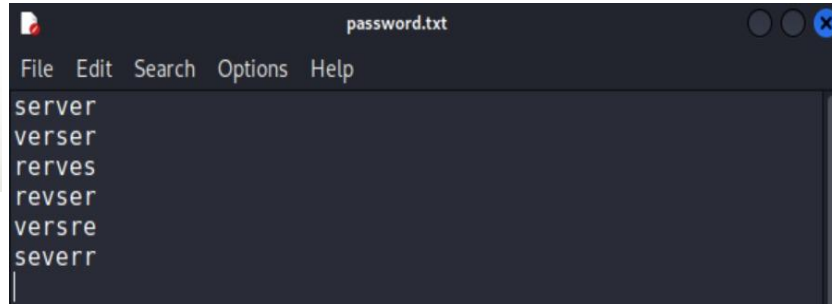 password.txt
File Edit Search Options Help
server
verser
rerves
revser
versre
severr